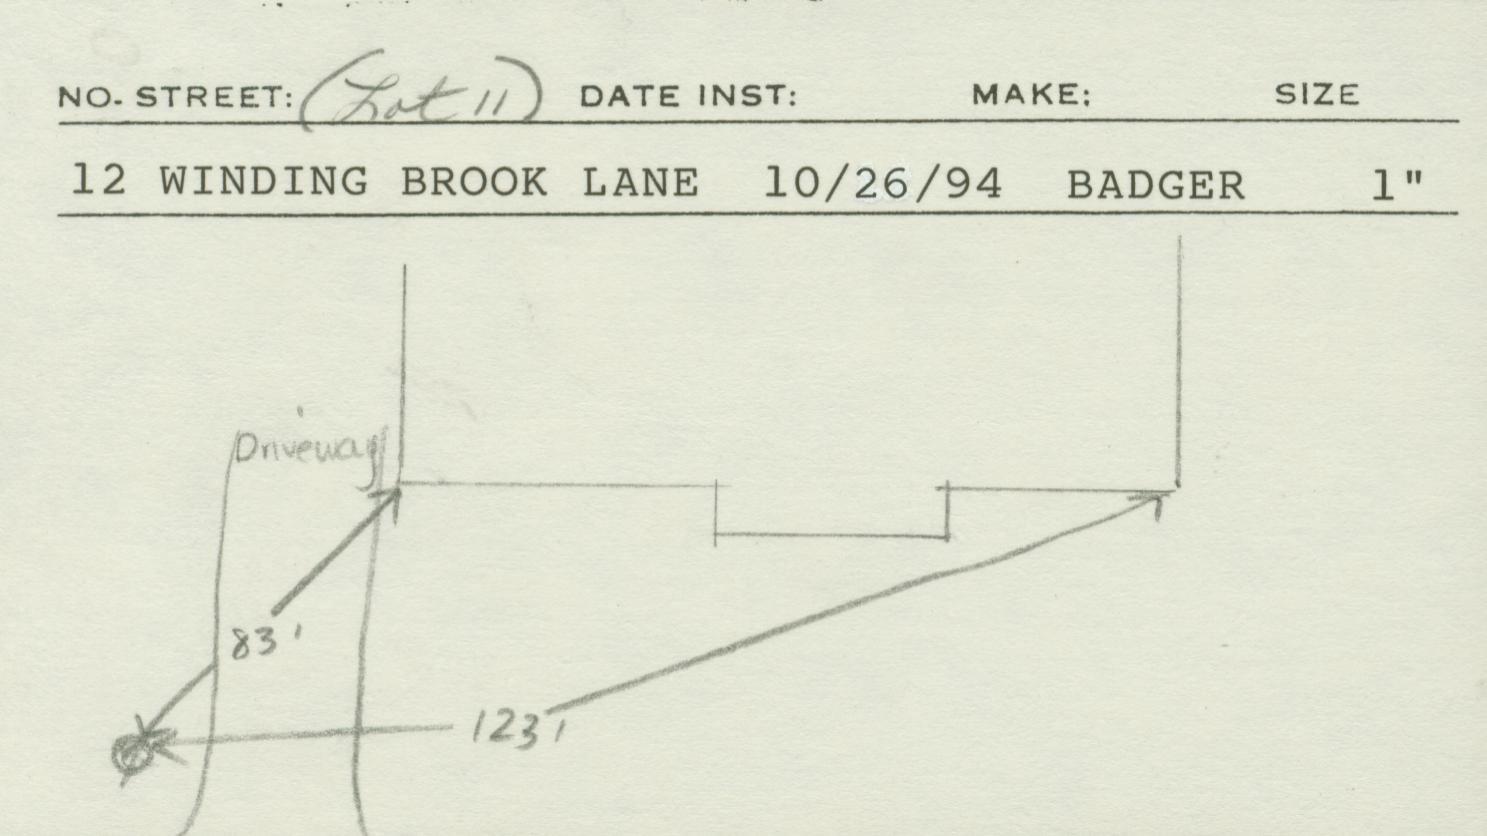 NO. STREET: (Lot 11) DATE INST: MAKE: SIZE
12 WINDING BROOK LANE 10/26/94 BADGER 1"
Driveway
83'
123'